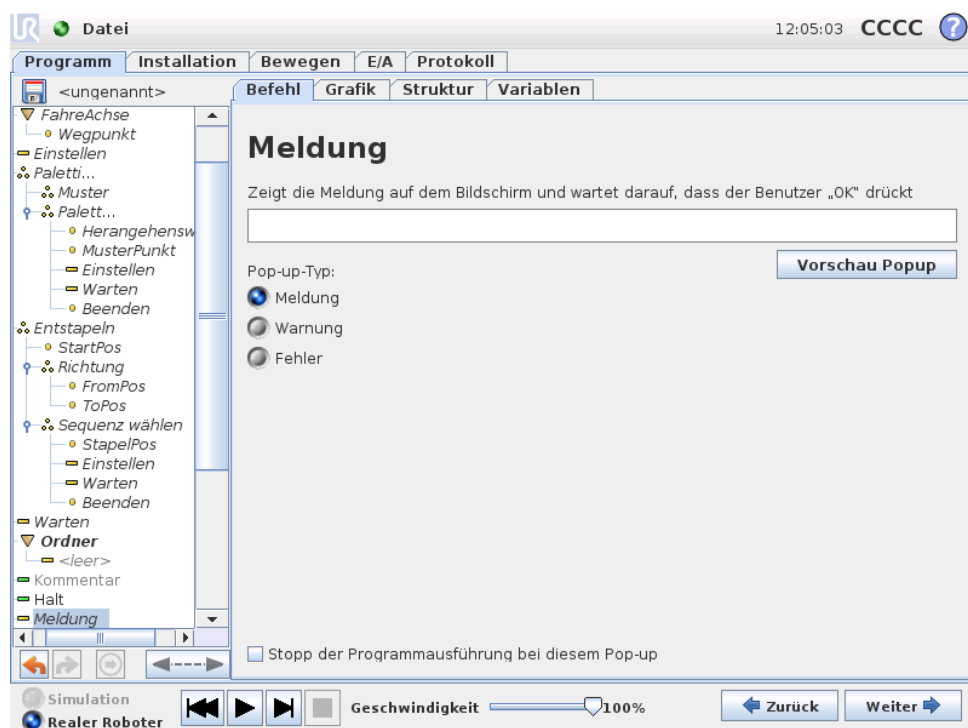 UR Datei 12:05:03 CCCC ?
Programm Installation Bewegen E/A Protokoll
<ungenannt> Befehl Grafik Struktur Variablen
FahreAchse
Wegpunkt
Einstellen
Paletti...
Muster
Palett...
Herangehensw
MusterPunkt
Einstellen
Warten
Beenden
Entstapeln
StartPos
Richtung
FromPos
ToPos
Sequenz wählen
StapelPos
Einstellen
Warten
Beenden
Warten
Ordner
<leer>
Kommentar
Halt
Meldung
Meldung
Zeigt die Meldung auf dem Bildschirm und wartet darauf, dass der Benutzer „OK" drückt
Vorschau Popup
Pop-up-Typ:
Meldung
Warnung
Fehler
Stopp der Programmausführung bei diesem Pop-up
Simulation
Realer Roboter
Geschwindigkeit 100%
Zurück Weiter